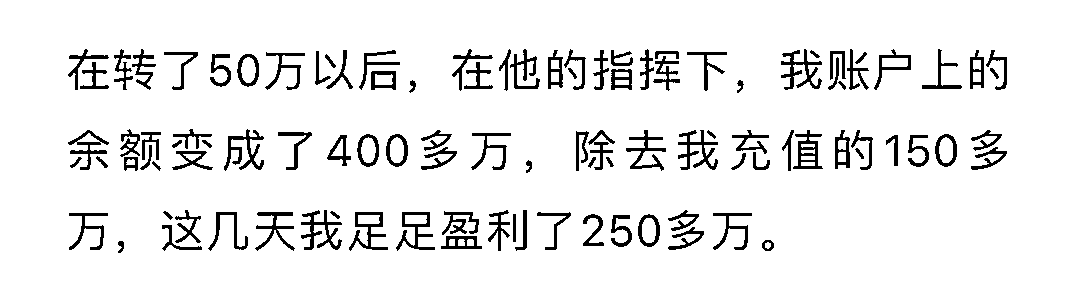 在转了50万以后，在他的指挥下，我账户上的
余额变成了400多万，除去我充值的150多
万，这几天我足足盈利了250多万。